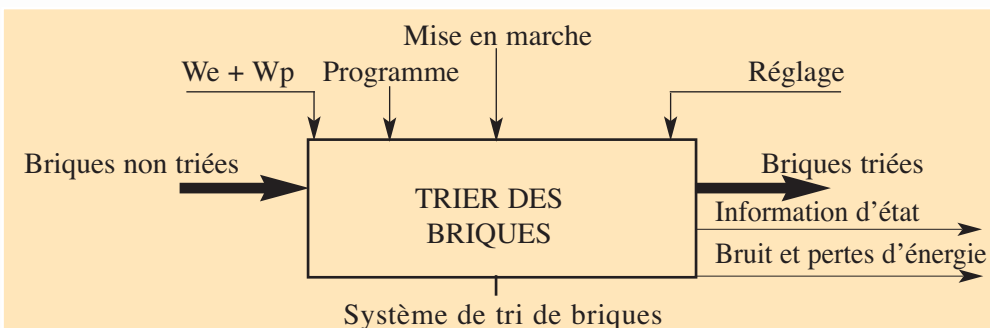 Mise en marche
We + Wp Programme Réglage
Briques non triées
Briques triées
TRIER DES
BRIQUES
Information d'état
Bruit et pertes d'énergie
Système de tri de briques